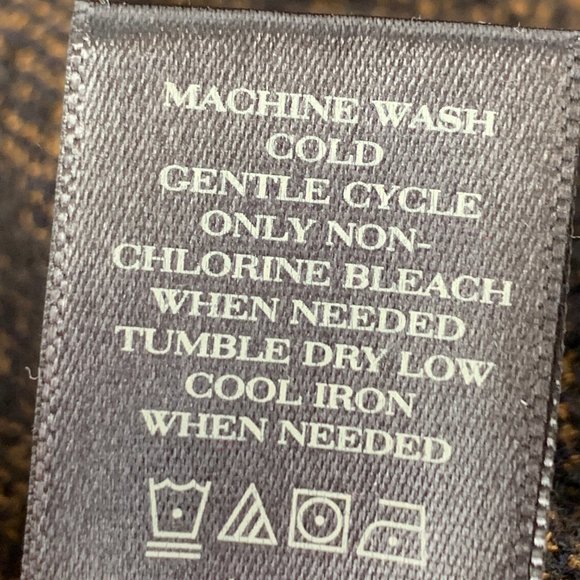 MACHINE WASH
COLD
GENTLE CYCLE
ONLY NON-
CHLORINE BLEACH
WHEN NEEDED
TUMBLE DRY LOW
COOL IRON
WHEN NEEDED